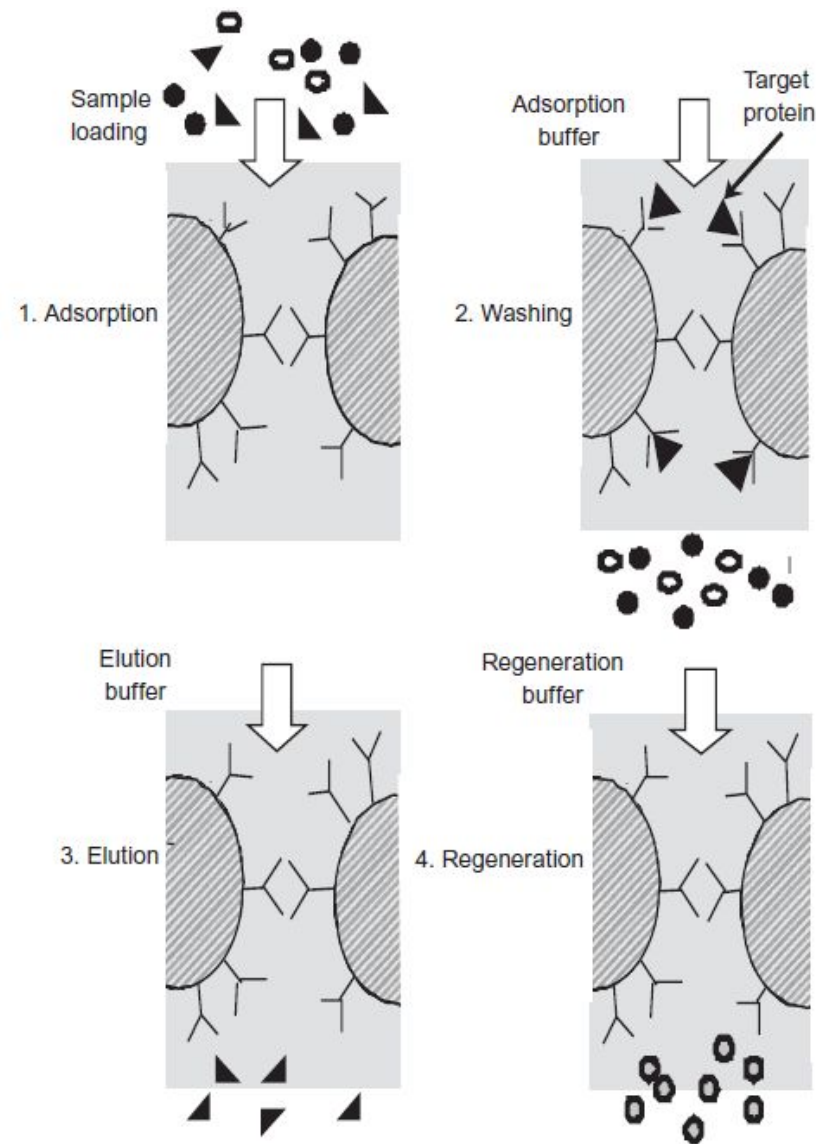 Sample
loading
1. Adsorption
Adsorption
buffer
Target
protein
2. Washing
Elution
buffer
3. Elution
Regeneration
buffer
4. Regeneration